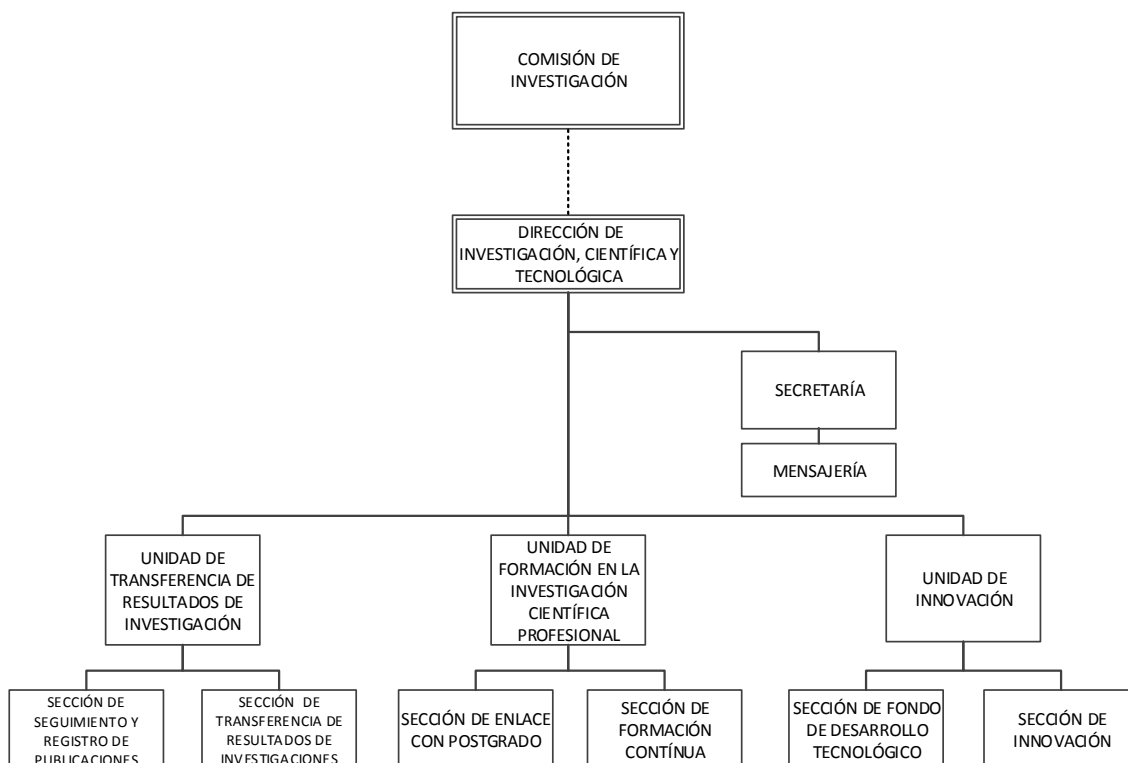 COMISIÓN DE
INVESTIGACIÓN
DIRECCIÓN DE
INVESTIGACIÓN, CIENTÍFICA Y
TECNOLÓGICA
SECRETARÍA
MENSAJERÍA
UNIDAD DE
TRANSFERENCIA DE
RESULTADOS DE
INVESTIGACIÓN
UNIDAD DE
FORMACIÓN EN LA
INVESTIGACIÓN
CIENTÍFICA
PROFESIONAL
UNIDAD DE
INNOVACIÓN
SECCIÓN DE
SEGUIMIENTO Y
REGISTRO DE
PUBLICACIONES
SECCIÓN DE
TRANSFERENCIA DE
RESULTADOS DE
INVESTIGACIONES
SECCIÓN DE ENLACE
CON POSTGRADO
SECCIÓN DE
FORMACIÓN
CONTÍNUA
SECCIÓN DE FONDO
DE DESARROLLO
TECNOLÓGICO
SECCIÓN DE
INNOVACIÓN